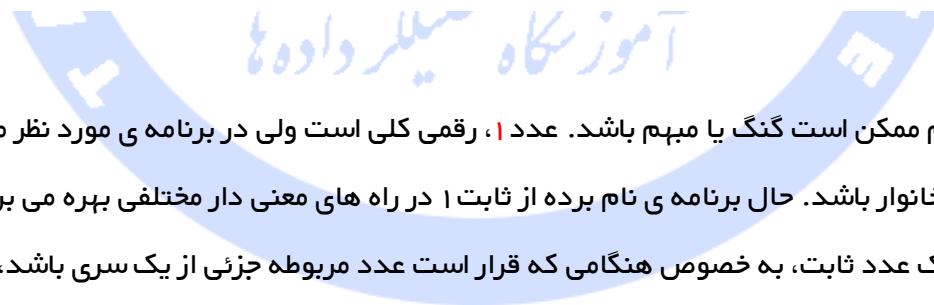 آموزشگاه تحلیلگر داده ها
ممکن است گنگ یا مبهم باشد. عدد ۱، رقمی کلی است ولی در برنامه ی مورد نظر
خانوار باشد. حال برنامه ی نام برده از ثابت ۱ در راه های معنی دار مختلفی بهره می
عدد ثابت، به خصوص هنگامی که قرار است عدد مربوطه جزئی از یک سری باشد،